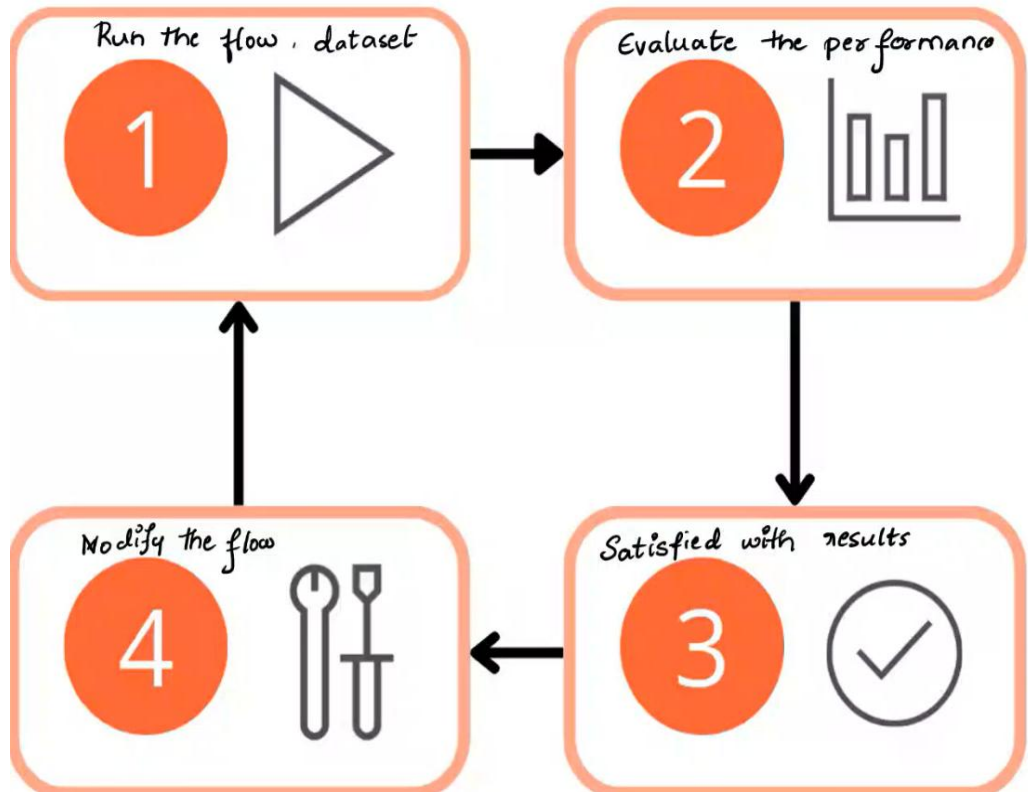 Run the flow. dataset
1
Evaluate the performance
2
Modify the flow
4
Satisfied with results
3